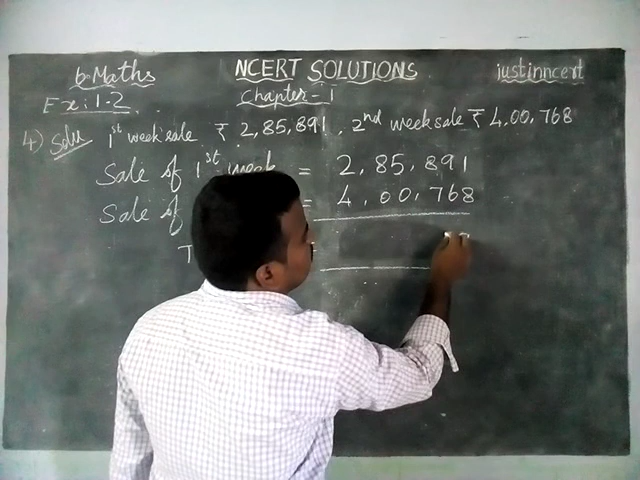 6-Maths NCERT SOLUTIONS justinncert
Ex: 1.2 Chapter - 1
4) Solu 1st week sale ₹ 2,85,891, 2nd week sale ₹ 4,00,768
Sale of 1st week = 2,85,891
Sale of = 4,00,768
T